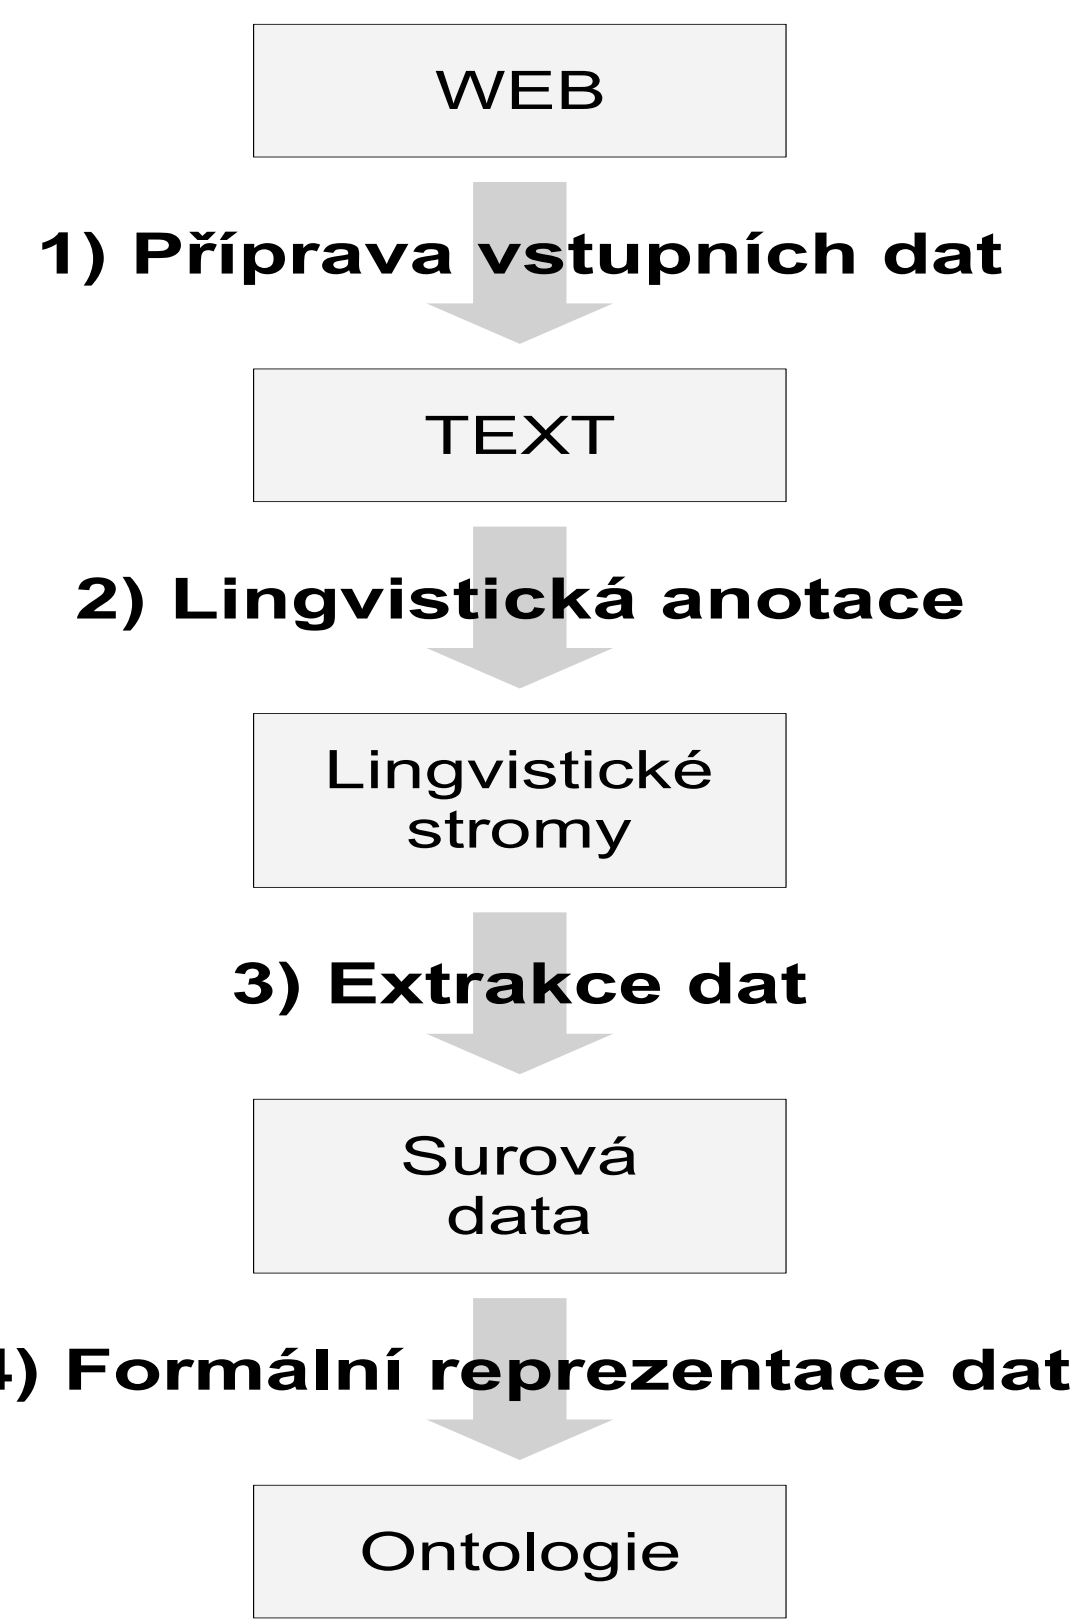 WEB
1) Příprava vstupních dat
TEXT
2) Lingvistická anotace
Lingvistické
stromy
3) Extrakce dat
Surová
data
4) Formální reprezentace dat
Ontologie